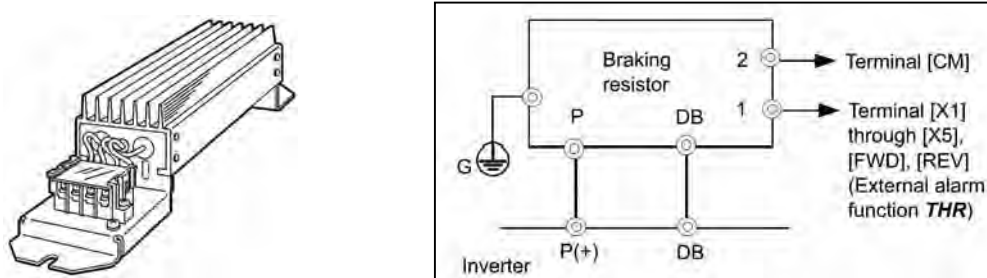 Braking
resistor
2
Terminal [CM]
1
Terminal [X1]
through [X5],
[FWD], [REV]
(External alarm
function THR)
P
DB
G
P(+)
DB
Inverter